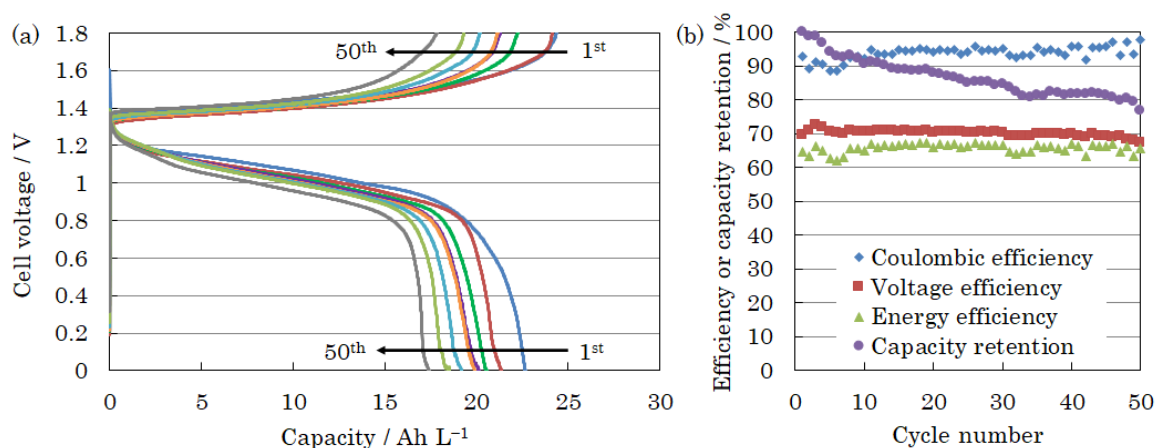 (a)
1.8
1.6
1.4
1.2
1
0.8
0.6
0.4
0.2
0
Cell voltage / V
50th
1st
50th
1st
0 5 10 15 20 25 30
Capacity / Ah L⁻¹
(b)
100
90
80
70
60
50
40
30
20
10
0
Efficiency or capacity retention / %
Coulombic efficiency
Voltage efficiency
Energy efficiency
Capacity retention
0 10 20 30 40 50
Cycle number